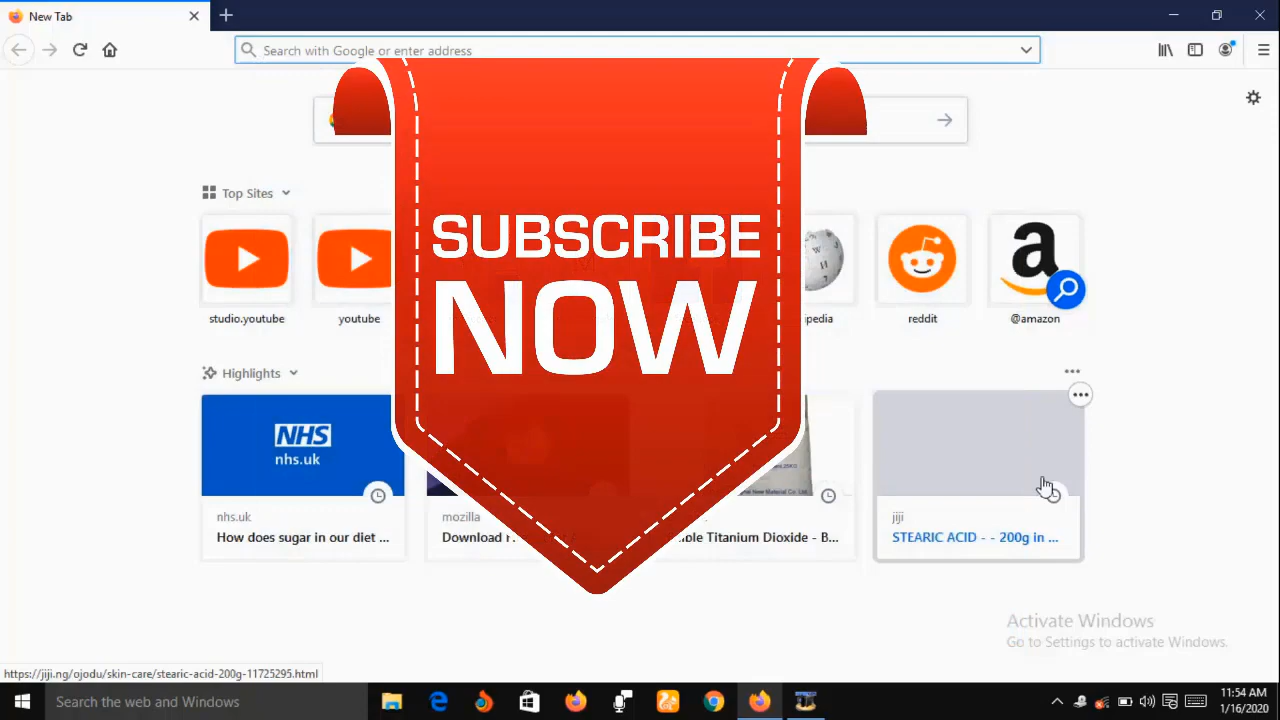 New Tab
Search with Google or enter address
Top Sites
SUBSCRIBE
NOW
studio.youtube
youtube
ipedia
reddit
@amazon
Highlights
NHS
nhs.uk
nhs.uk
How does sugar in our diet ...
mozilla
Download
ible Titanium Dioxide - B...
jiji
STEARIC ACID - - 200g in ...
Activate Windows
Go to Settings to activate Windows.
https://jiji.ng/ojodu/skin-care/stearic-acid-200g-11725295.html
Search the web and Windows
11:54 AM
1/16/2020